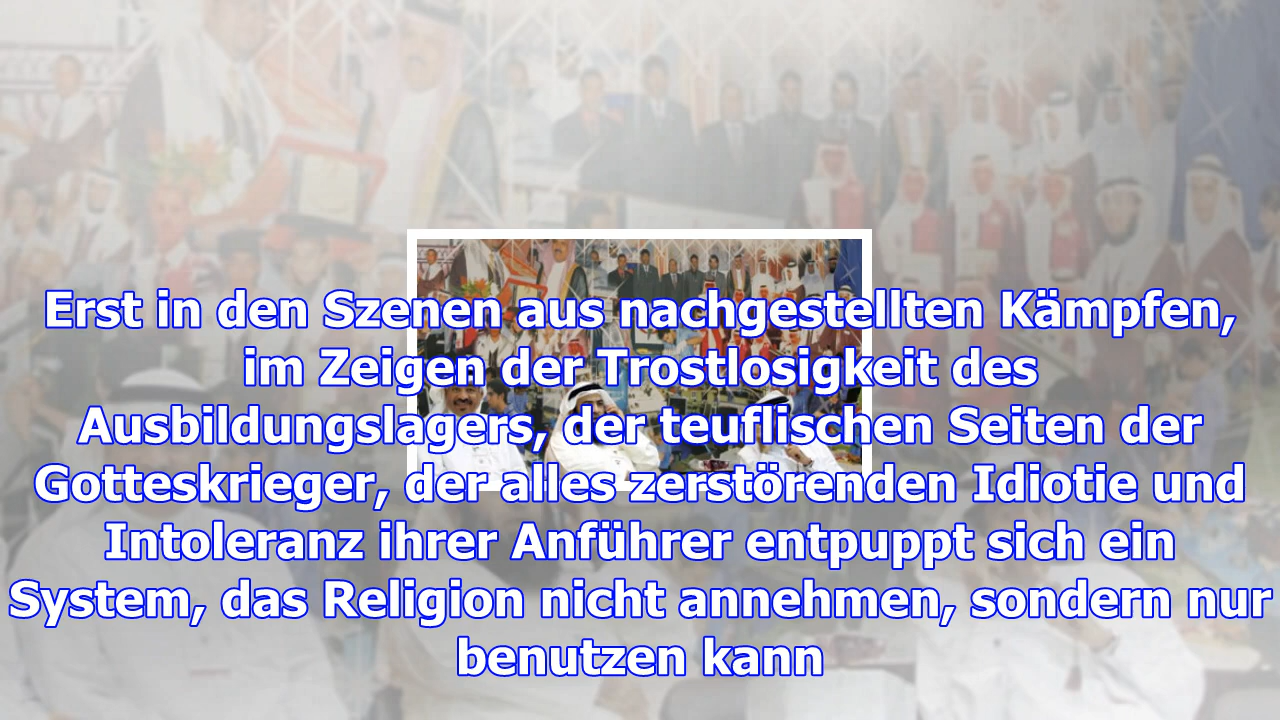 Erst in den Szenen aus nachgestellten Kämpfen,
im Zeigen der Trostlosigkeit des
Ausbildungslagers, der teuflischen Seiten der
Gotteskrieger, der alles zerstörenden Idiotie und
Intoleranz ihrer Anführer entpuppt sich ein
System, das Religion nicht annehmen, sondern nur
benutzen kann